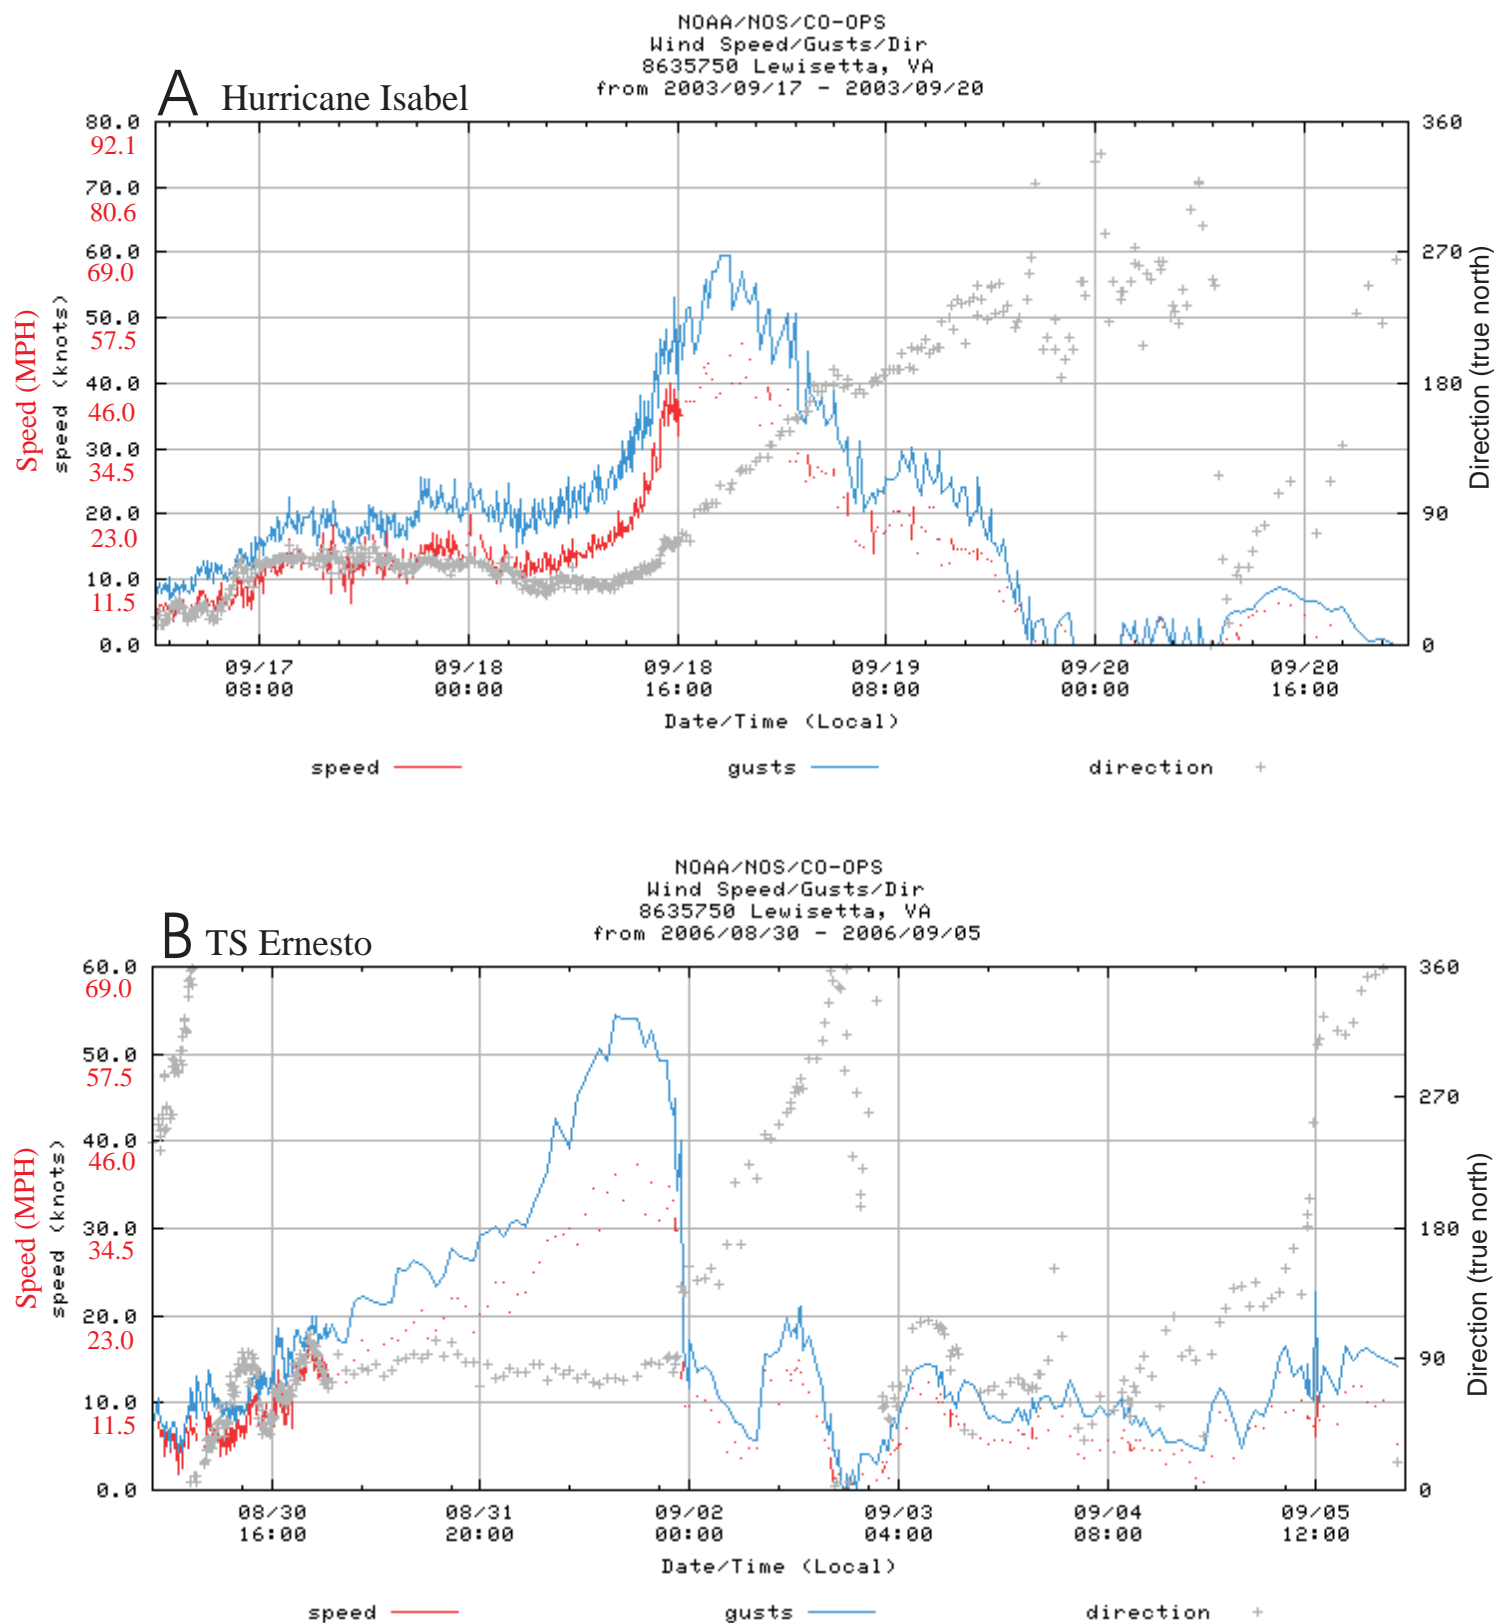 NOAA/NOS/CO-OPS
Wind Speed/Gusts/Dir
8635750 Lewisetta, VA
from 2003/09/17 - 2003/09/20
A Hurricane Isabel
80.0
92.1
70.0
80.6
60.0
69.0
50.0
57.5
40.0
46.0
30.0
34.5
20.0
23.0
10.0
11.5
0.0
Speed (MPH)
speed (knots)
360
270
180
90
0
Direction (true north)
09/17 09/18 09/18 09/19 09/20 09/20
08:00 00:00 16:00 08:00 00:00 16:00
Date/Time (Local)
speed gusts direction
NOAA/NOS/CO-OPS
Wind Speed/Gusts/Dir
8635750 Lewisetta, VA
from 2006/08/30 - 2006/09/05
B TS Ernesto
60.0
69.0
50.0
57.5
40.0
46.0
30.0
34.5
20.0
23.0
10.0
11.5
0.0
Speed (MPH)
speed (knots)
360
270
180
90
0
Direction (true north)
08/30 08/31 09/02 09/03 09/04 09/05
16:00 20:00 00:00 04:00 08:00 12:00
Date/Time (Local)
speed gusts direction